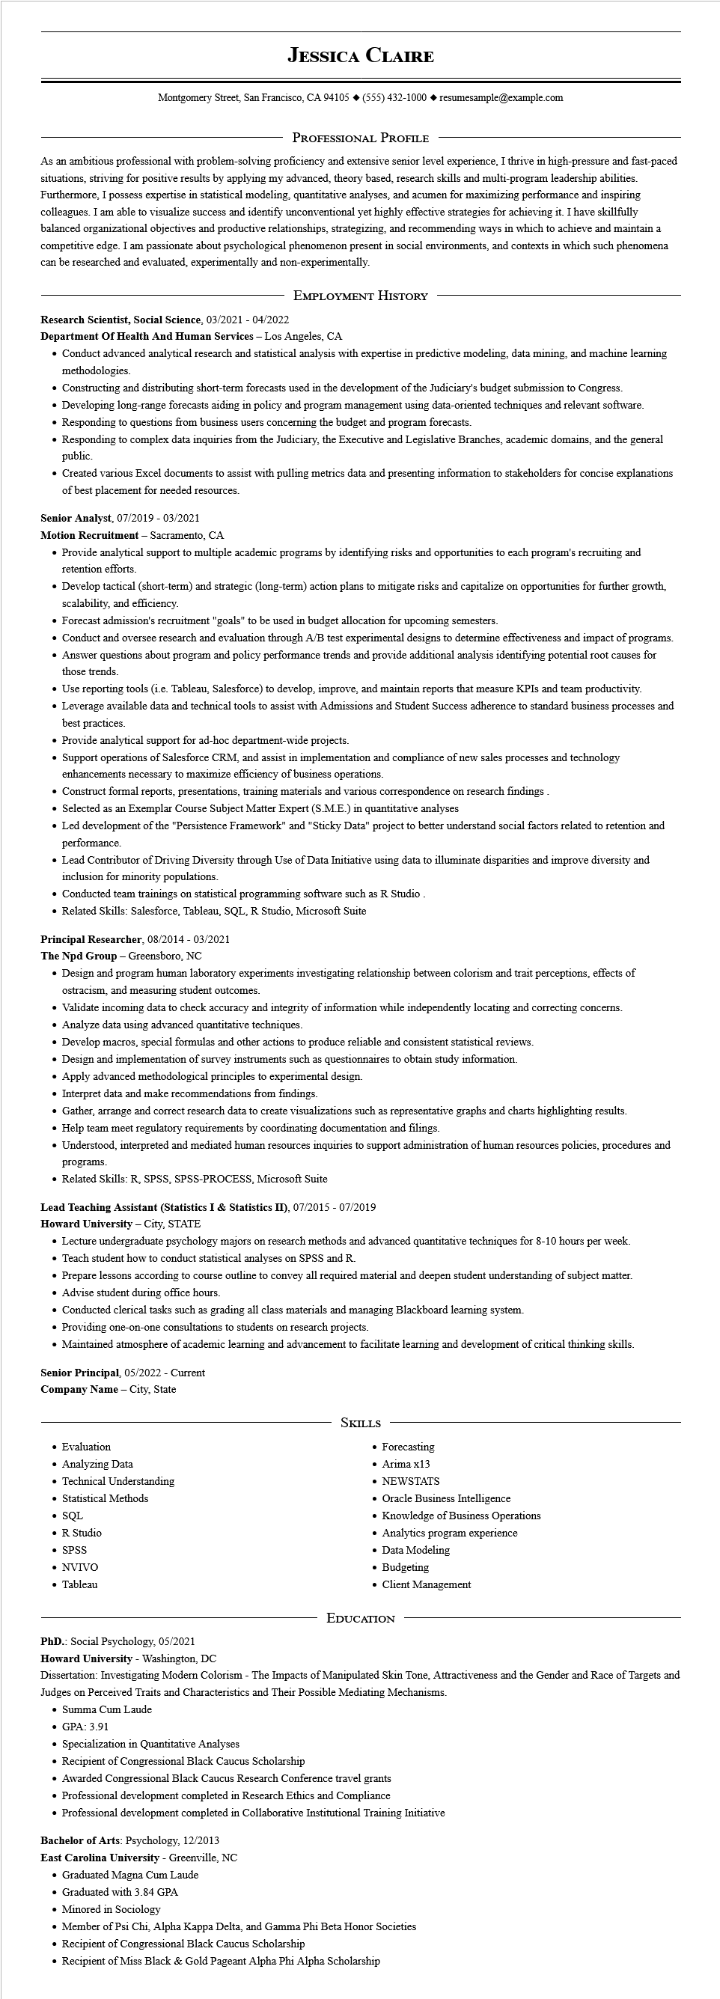 Jessica Claire
Montgomery Street, San Francisco, CA 94105 ◆ (555) 432-1000 ◆ resumesample@example.com
Professional Profile
As an ambitious professional with problem-solving proficiency and extensive senior level experience, I thrive in high-pressure and fast-paced
situations, striving for positive results by applying my advanced, theory based, research skills and multi-program leadership abilities.
Furthermore, I possess expertise in statistical modeling, quantitative analyses, and acumen for maximizing performance and inspiring
colleagues. I am able to visualize success and identify unconventional yet highly effective strategies for achieving it. I have skillfully
balanced organizational objectives and productive relationships, strategizing, and recommending ways in which to achieve and maintain a
competitive edge. I am passionate about psychological phenomenon present in social environments, and contexts in which such phenomena
can be researched and evaluated, experimentally and non-experimentally.
Employment History
Research Scientist, Social Science, 03/2021 - 04/2022
Department Of Health And Human Services – Los Angeles, CA
• Conduct advanced analytical research and statistical analysis with expertise in predictive modeling, data mining, and machine learning
methodologies.
• Constructing and distributing short-term forecasts used in the development of the Judiciary's budget submission to Congress.
• Developing long-range forecasts aiding in policy and program management using data-oriented techniques and relevant software.
• Responding to questions from business users concerning the budget and program forecasts.
• Responding to complex data inquiries from the Judiciary, the Executive and Legislative Branches, academic domains, and the general
public.
• Created various Excel documents to assist with pulling metrics data and presenting information to stakeholders for concise explanations
of best placement for needed resources.
Senior Analyst, 07/2019 - 03/2021
Motion Recruitment – Sacramento, CA
• Provide analytical support to multiple academic programs by identifying risks and opportunities to each program's recruiting and
retention efforts.
• Develop tactical (short-term) and strategic (long-term) action plans to mitigate risks and capitalize on opportunities for further growth,
scalability, and efficiency.
• Forecast admission's recruitment "goals" to be used in budget allocation for upcoming semesters.
• Conduct and oversee research and evaluation through A/B test experimental designs to determine effectiveness and impact of programs.
• Answer questions about program and policy performance trends and provide additional analysis identifying potential root causes for
those trends.
• Use reporting tools (i.e. Tableau, Salesforce) to develop, improve, and maintain reports that measure KPIs and team productivity.
• Leverage available data and technical tools to assist with Admissions and Student Success adherence to standard business processes and
best practices.
• Provide analytical support for ad-hoc department-wide projects.
• Support operations of Salesforce CRM, and assist in implementation and compliance of new sales processes and technology
enhancements necessary to maximize efficiency of business operations.
• Construct formal reports, presentations, training materials and various correspondence on research findings .
• Selected as an Exemplar Course Subject Matter Expert (S.M.E.) in quantitative analyses
• Led development of the "Persistence Framework" and "Sticky Data" project to better understand social factors related to retention and
performance.
• Lead Contributor of Driving Diversity through Use of Data Initiative using data to illuminate disparities and improve diversity and
inclusion for minority populations.
• Conducted team trainings on statistical programming software such as R Studio .
• Related Skills: Salesforce, Tableau, SQL, R Studio, Microsoft Suite
Principal Researcher, 08/2014 - 03/2021
The Npd Group – Greensboro, NC
• Design and program human laboratory experiments investigating relationship between colorism and trait perceptions, effects of
ostracism, and measuring student outcomes.
• Validate incoming data to check accuracy and integrity of information while independently locating and correcting concerns.
• Analyze data using advanced quantitative techniques.
• Develop macros, special formulas and other actions to produce reliable and consistent statistical reviews.
• Design and implementation of survey instruments such as questionnaires to obtain study information.
• Apply advanced methodological principles to experimental design.
• Interpret data and make recommendations from findings.
• Gather, arrange and correct research data to create visualizations such as representative graphs and charts highlighting results.
• Help team meet regulatory requirements by coordinating documentation and filings.
• Understood, interpreted and mediated human resources inquiries to support administration of human resources policies, procedures and
programs.
• Related Skills: R, SPSS, SPSS-PROCESS, Microsoft Suite
Lead Teaching Assistant (Statistics I & Statistics II), 07/2015 - 07/2019
Howard University – City, STATE
• Lecture undergraduate psychology majors on research methods and advanced quantitative techniques for 8-10 hours per week.
• Teach student how to conduct statistical analyses on SPSS and R.
• Prepare lessons according to course outline to convey all required material and deepen student understanding of subject matter.
• Advise student during office hours.
• Conducted clerical tasks such as grading all class materials and managing Blackboard learning system.
• Providing one-on-one consultations to students on research projects.
• Maintained atmosphere of academic learning and advancement to facilitate learning and development of critical thinking skills.
Senior Principal, 05/2022 - Current
Company Name – City, State
Skills
• Evaluation
• Analyzing Data
• Technical Understanding
• Statistical Methods
• SQL
• R Studio
• SPSS
• NVIVO
• Tableau
• Forecasting
• Arima x13
• NEWSTATS
• Oracle Business Intelligence
• Knowledge of Business Operations
• Analytics program experience
• Data Modeling
• Budgeting
• Client Management
Education
PhD.: Social Psychology, 05/2021
Howard University - Washington, DC
Dissertation: Investigating Modern Colorism - The Impacts of Manipulated Skin Tone, Attractiveness and the Gender and Race of Targets and
Judges on Perceived Traits and Characteristics and Their Possible Mediating Mechanisms.
• Summa Cum Laude
• GPA: 3.91
• Specialization in Quantitative Analyses
• Recipient of Congressional Black Caucus Scholarship
• Awarded Congressional Black Caucus Research Conference travel grants
• Professional development completed in Research Ethics and Compliance
• Professional development completed in Collaborative Institutional Training Initiative
Bachelor of Arts: Psychology, 12/2013
East Carolina University - Greenville, NC
• Graduated Magna Cum Laude
• Graduated with 3.84 GPA
• Minored in Sociology
• Member of Psi Chi, Alpha Kappa Delta, and Gamma Phi Beta Honor Societies
• Recipient of Congressional Black Caucus Scholarship
• Recipient of Miss Black & Gold Pageant Alpha Phi Alpha Scholarship